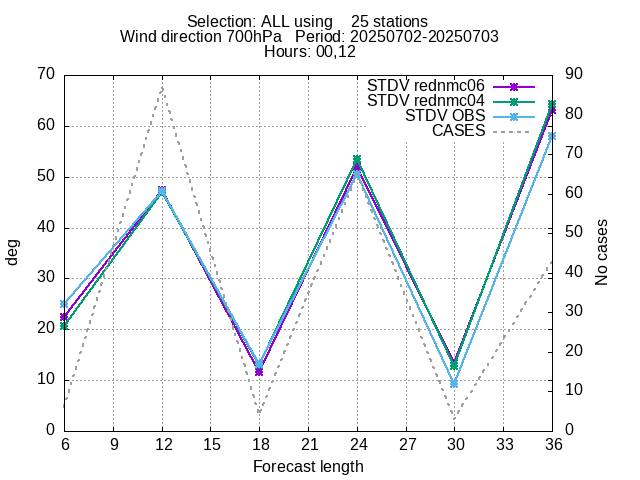 Selection: ALL using    25 stations
Wind direction 700hPa   Period: 20250702-20250703
Hours: 00,12
STDV rednmc06
STDV rednmc04
STDV OBS
CASES
deg
No cases
70
60
50
40
30
20
10
0
90
80
70
60
50
40
30
20
10
0
6 9 12 15 18 21 24 27 30 33 36
Forecast length